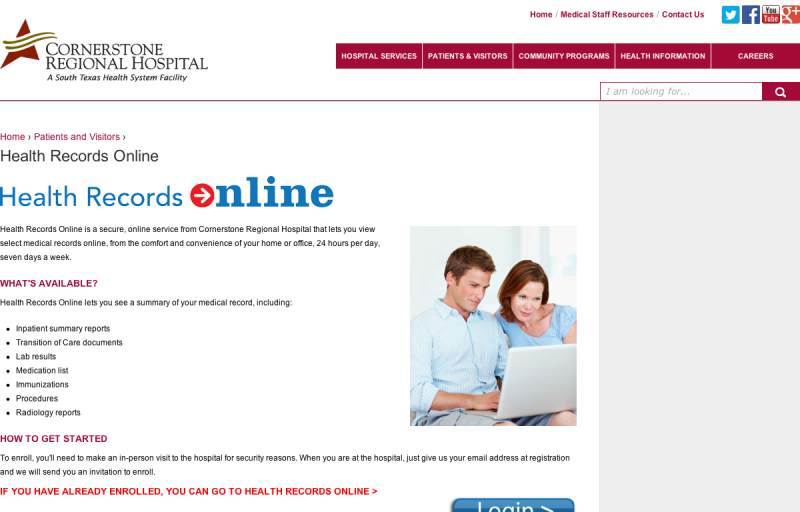 Home / Medical Staff Resources / Contact Us
You
Tube
g+
CORNERSTONE
REGIONAL HOSPITAL
A South Texas Health System Facility
HOSPITAL SERVICES
PATIENTS & VISITORS
COMMUNITY PROGRAMS
HEALTH INFORMATION
CAREERS
I am looking for...
Home › Patients and Visitors ›
Health Records Online
Health Records Online
Health Records Online is a secure, online service from Cornerstone Regional Hospital that lets you view
select medical records online, from the comfort and convenience of your home or office, 24 hours per day,
seven days a week.
WHAT'S AVAILABLE?
Health Records Online lets you see a summary of your medical record, including:
Inpatient summary reports
Transition of Care documents
Lab results
Medication list
Immunizations
Procedures
Radiology reports
HOW TO GET STARTED
To enroll, you'll need to make an in-person visit to the hospital for security reasons. When you are at the hospital, just give us your email address at registration
and we will send you an invitation to enroll.
IF YOU HAVE ALREADY ENROLLED, YOU CAN GO TO HEALTH RECORDS ONLINE >
Login >